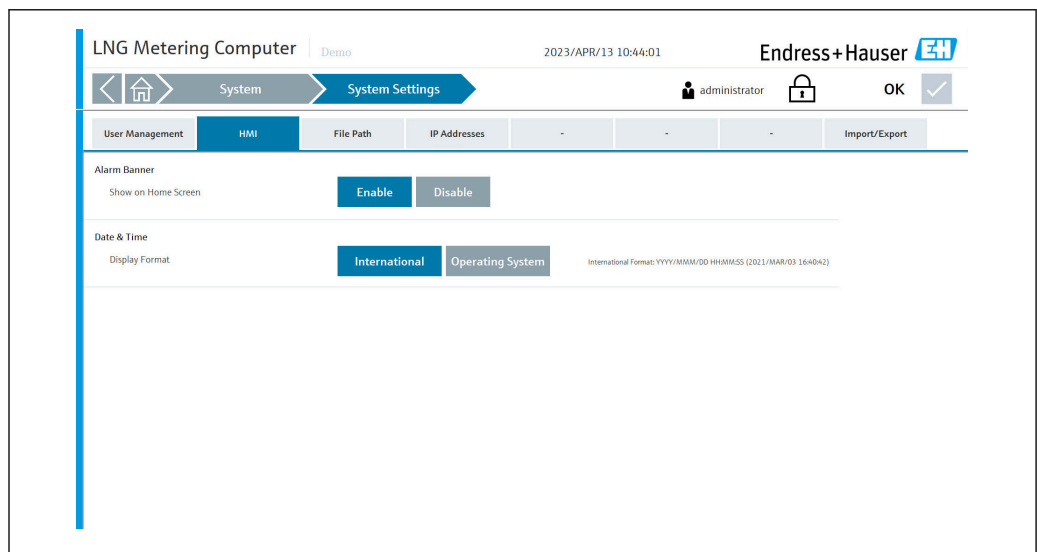 LNG Metering Computer Demo 2023/APR/13 10:44:01 Endress+Hauser EH
System System Settings administrator 1 OK
User Management HMI File Path IP Addresses - - - Import/Export
Alarm Banner
Show on Home Screen Enable Disable
Date & Time
Display Format International Operating System International Format: YYYY/MMM/DD HH:MM:SS (2021/MAR/03 16:40:42)